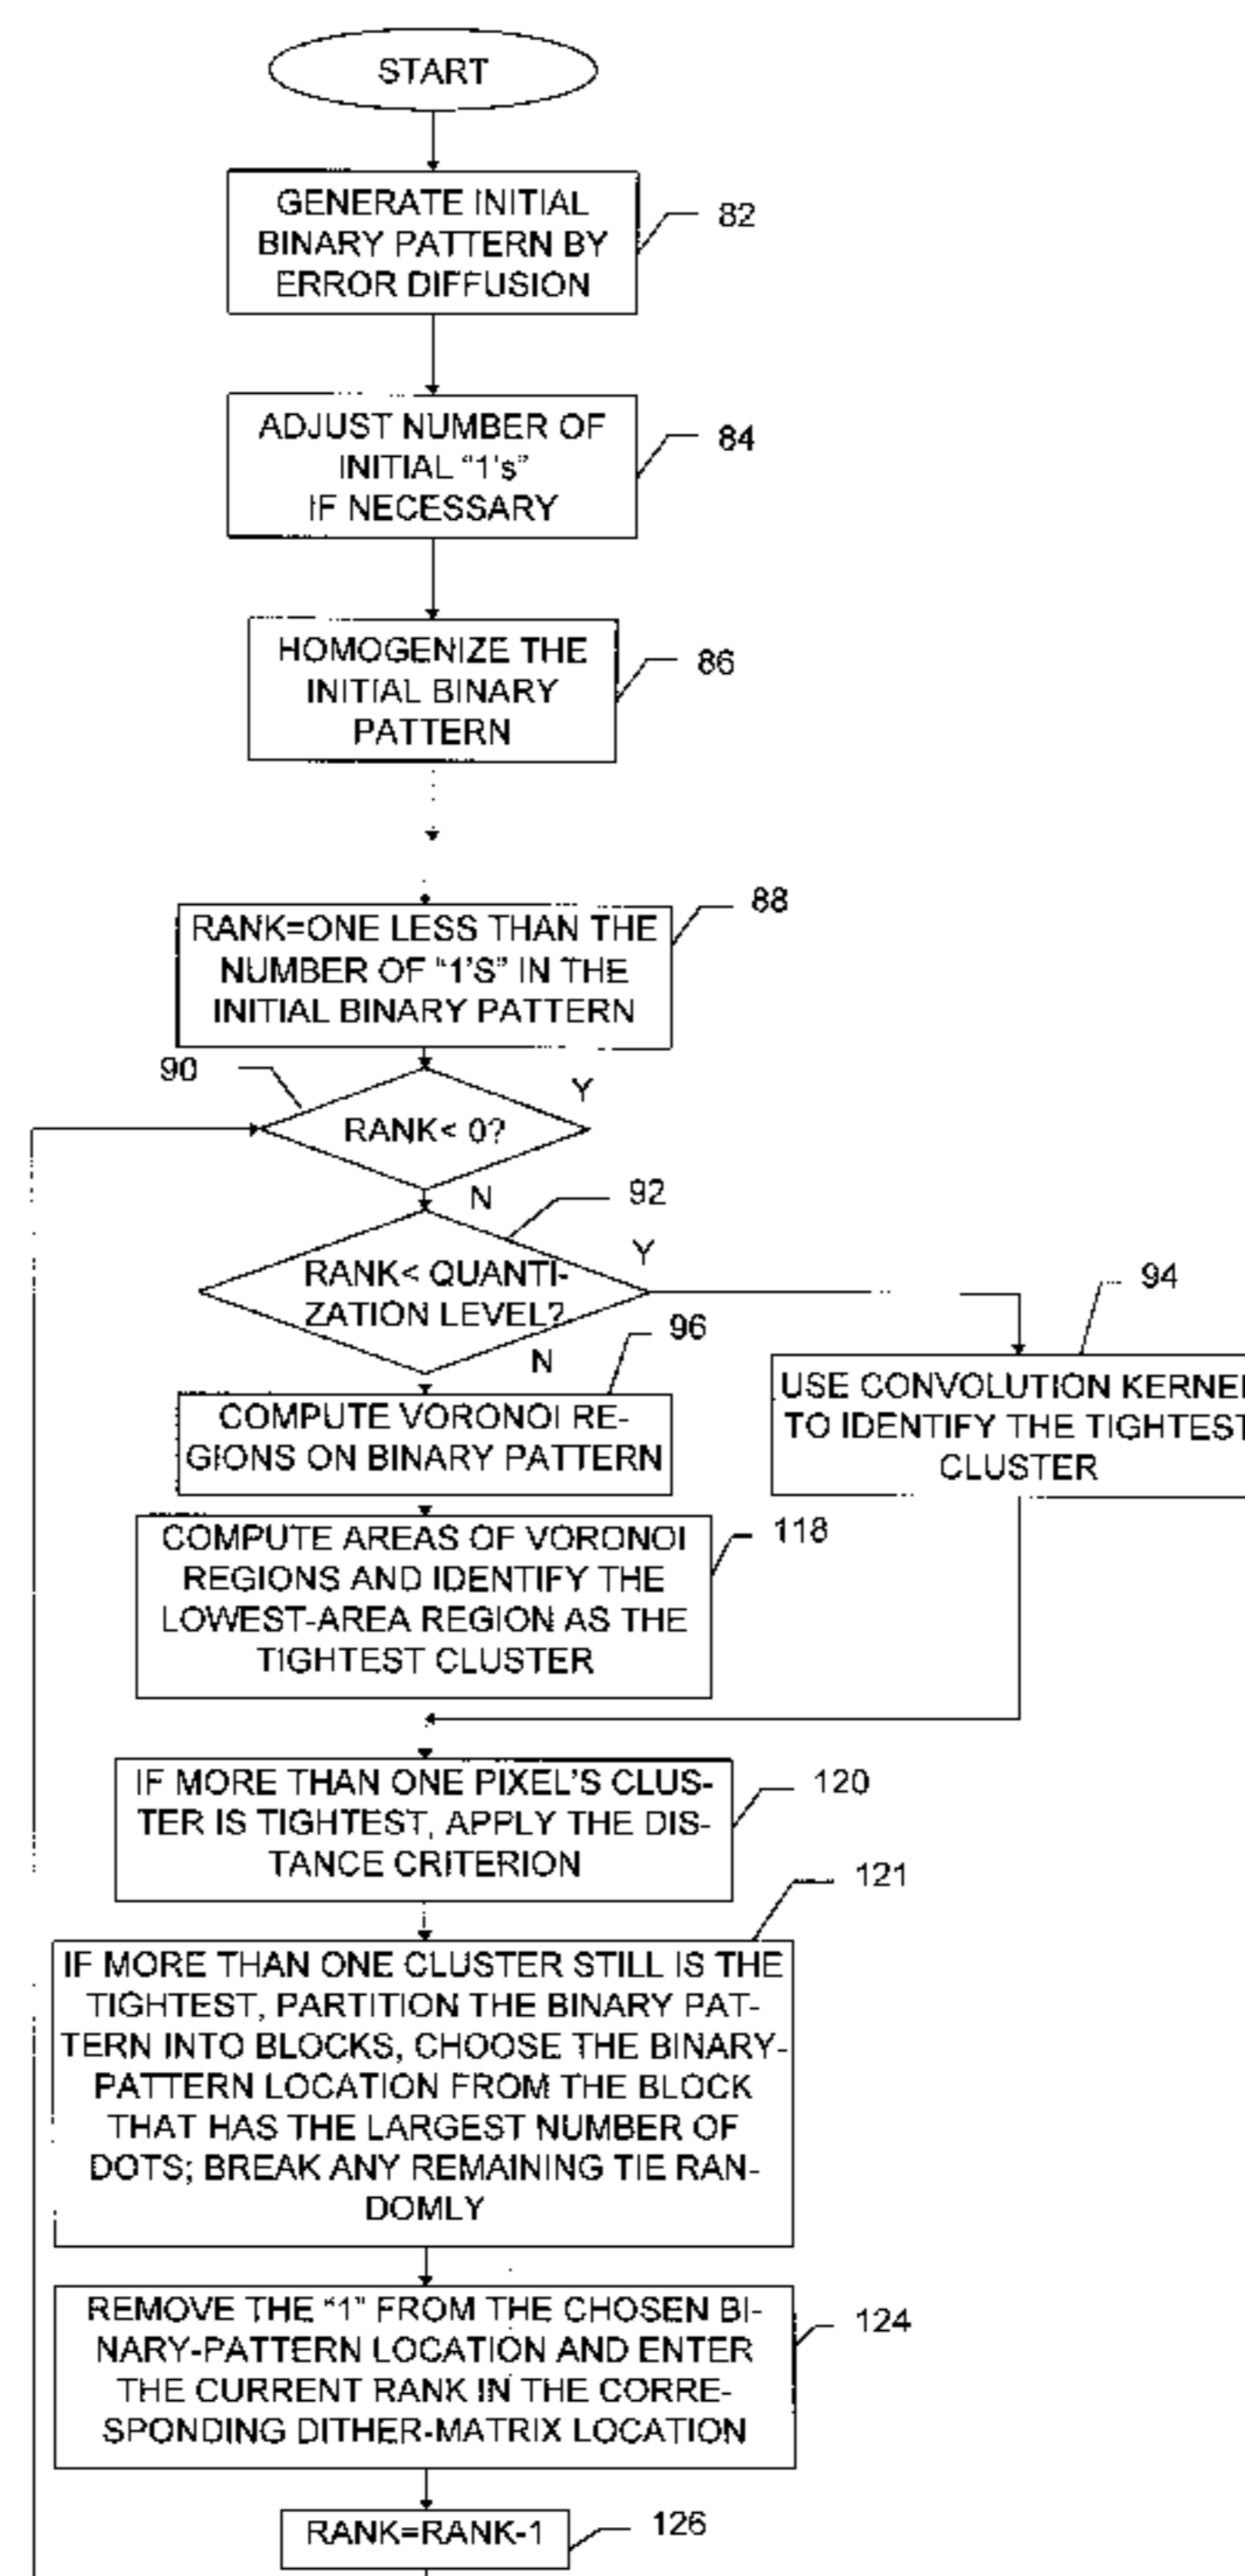 START
GENERATE INITIAL
BINARY PATTERN BY
ERROR DIFFUSION
82
ADJUST NUMBER OF
INITIAL “1’s”
IF NECESSARY
84
HOMOGENIZE THE
INITIAL BINARY
PATTERN
86
RANK=ONE LESS THAN THE
NUMBER OF “1’S” IN THE
INITIAL BINARY PATTERN
88
90
Y
RANK< 0?
N
92
RANK< QUANTI-
ZATION LEVEL?
Y
N
94
USE CONVOLUTION KERNEL
TO IDENTIFY THE TIGHTEST
CLUSTER
96
COMPUTE VORONOI RE-
GIONS ON BINARY PATTERN
COMPUTE AREAS OF VORONOI
REGIONS AND IDENTIFY THE
LOWEST-AREA REGION AS THE
TIGHTEST CLUSTER
118
IF MORE THAN ONE PIXEL’S CLUS-
TER IS TIGHTEST, APPLY THE DIS-
TANCE CRITERION
120
121
IF MORE THAN ONE CLUSTER STILL IS THE
TIGHTEST, PARTITION THE BINARY PAT-
TERN INTO BLOCKS, CHOOSE THE BINARY-
PATTERN LOCATION FROM THE BLOCK
THAT HAS THE LARGEST NUMBER OF
DOTS; BREAK ANY REMAINING TIE RAN-
DOMLY
REMOVE THE “1” FROM THE CHOSEN BI-
NARY-PATTERN LOCATION AND ENTER
THE CURRENT RANK IN THE CORRE-
SPONDING DITHER-MATRIX LOCATION
124
RANK=RANK-1
126